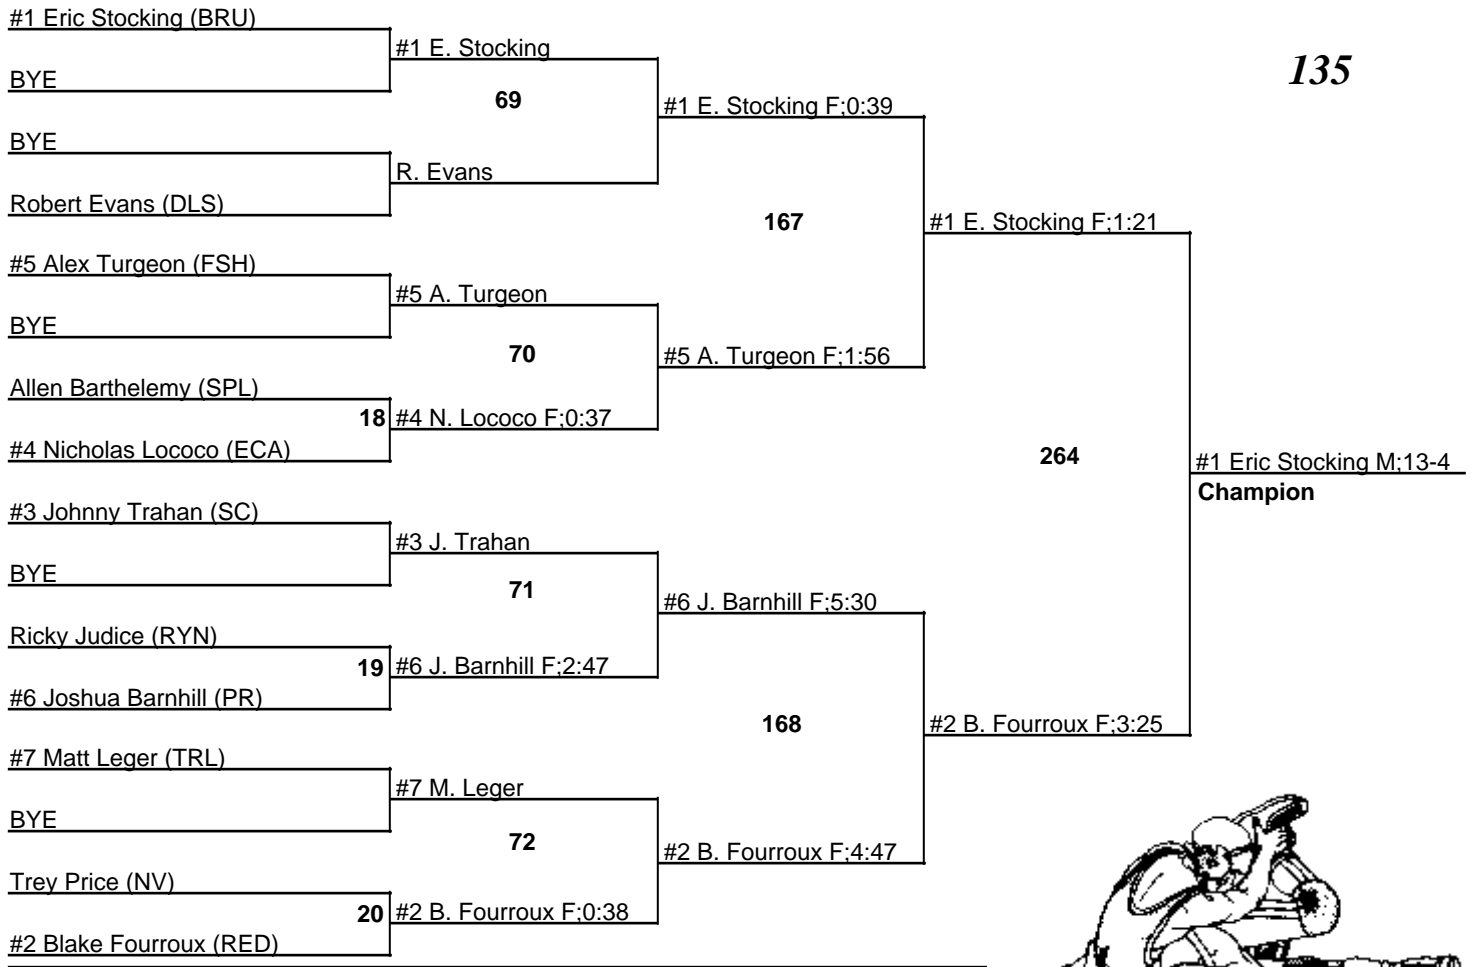 #1 Eric Stocking (BRU)
#1 E. Stocking
135
BYE
69
#1 E. Stocking F;0:39
BYE
R. Evans
Robert Evans (DLS)
167
#1 E. Stocking F;1:21
#5 Alex Turgeon (FSH)
#5 A. Turgeon
BYE
70
#5 A. Turgeon F;1:56
Allen Barthelemy (SPL)
18
#4 N. Lococo F;0:37
#4 Nicholas Lococo (ECA)
264
#1 Eric Stocking M;13-4
Champion
#3 Johnny Trahan (SC)
#3 J. Trahan
BYE
71
#6 J. Barnhill F;5:30
Ricky Judice (RYN)
19
#6 J. Barnhill F;2:47
#6 Joshua Barnhill (PR)
168
#2 B. Fourroux F;3:25
#7 Matt Leger (TRL)
#7 M. Leger
BYE
72
#2 B. Fourroux F;4:47
Trey Price (NV)
20
#2 B. Fourroux F;0:38
#2 Blake Fourroux (RED)